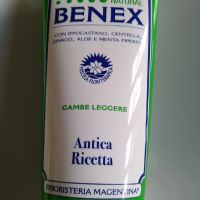 NATURAL
BENEX
CON IPPOCASTANO, CENTELLA,
GINKGO, ALOE E MENTA PIPERITA
GAMBE LEGGERE
Antica
Ricetta
ERBORISTERIA MAGENTINA®